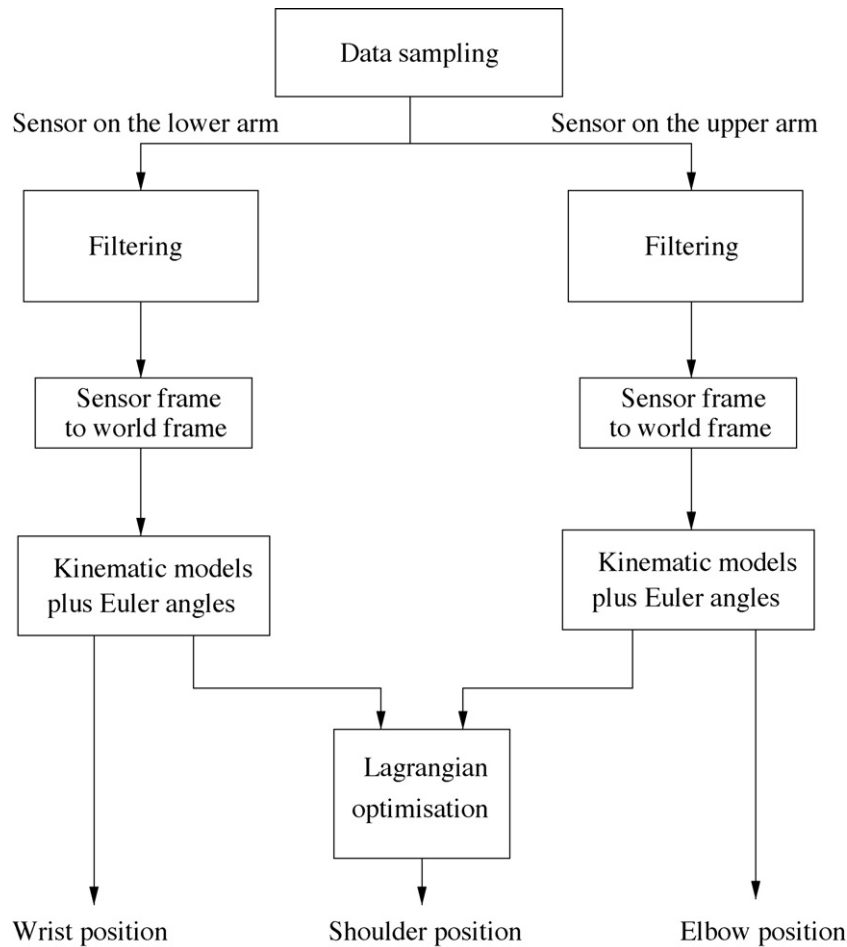 Data sampling
Sensor on the lower arm
Sensor on the upper arm
Filtering
Filtering
Sensor frame
to world frame
Sensor frame
to world frame
Kinematic models
plus Euler angles
Kinematic models
plus Euler angles
Lagrangian
optimisation
Wrist position
Shoulder position
Elbow position